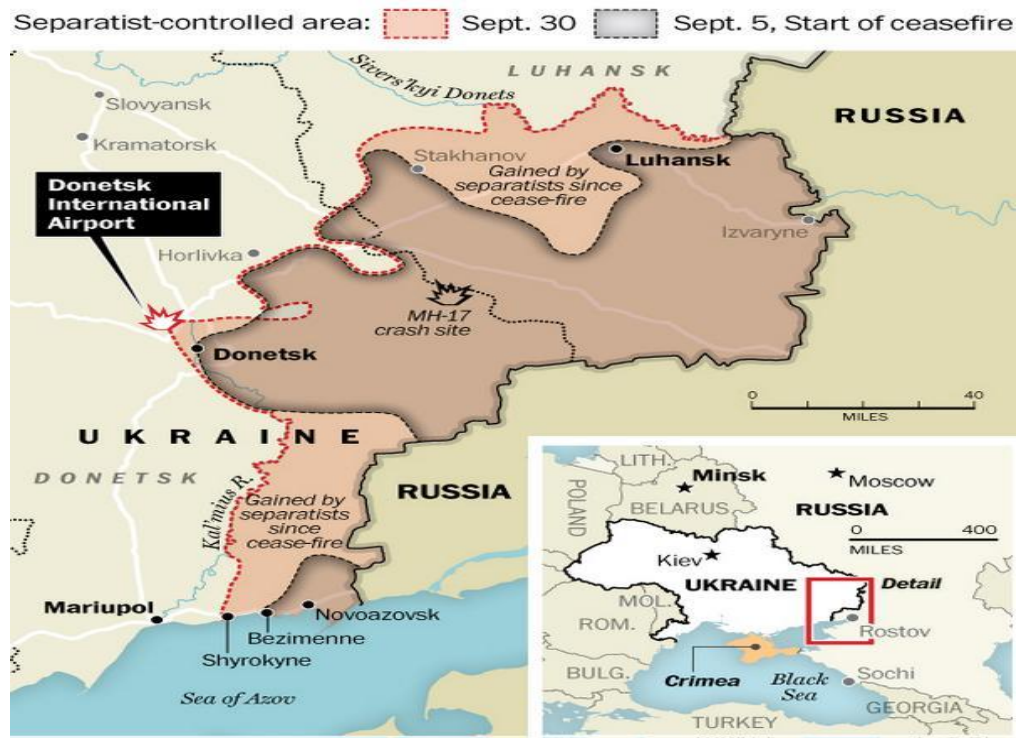 Separatist-controlled area: Sept. 30 Sept. 5, Start of ceasefire
Sivers'kyi Donets
LUHANSK
Slovyansk
Kramatorsk
RUSSIA
Stakhanov
Luhansk
Gained by
separatists since
cease-fire
Donetsk
International
Airport
Izvaryne
Horlivka
MH-17
crash site
Donetsk
0 40
MILES
UKRAINE
DONETSK
Kal'mius R.
RUSSIA
Gained by
separatists
since
cease-fire
Mariupol
Novoazovsk
Bezimenne
Shyrokyne
Sea of Azov
LITH.
Minsk
Moscow
POLAND
BELARUS
RUSSIA
0 400
MILES
Kiev
UKRAINE
Detail
MOL.
ROM.
Rostov
BULG.
Crimea
Black
Sea
Sochi
GEORGIA
TURKEY